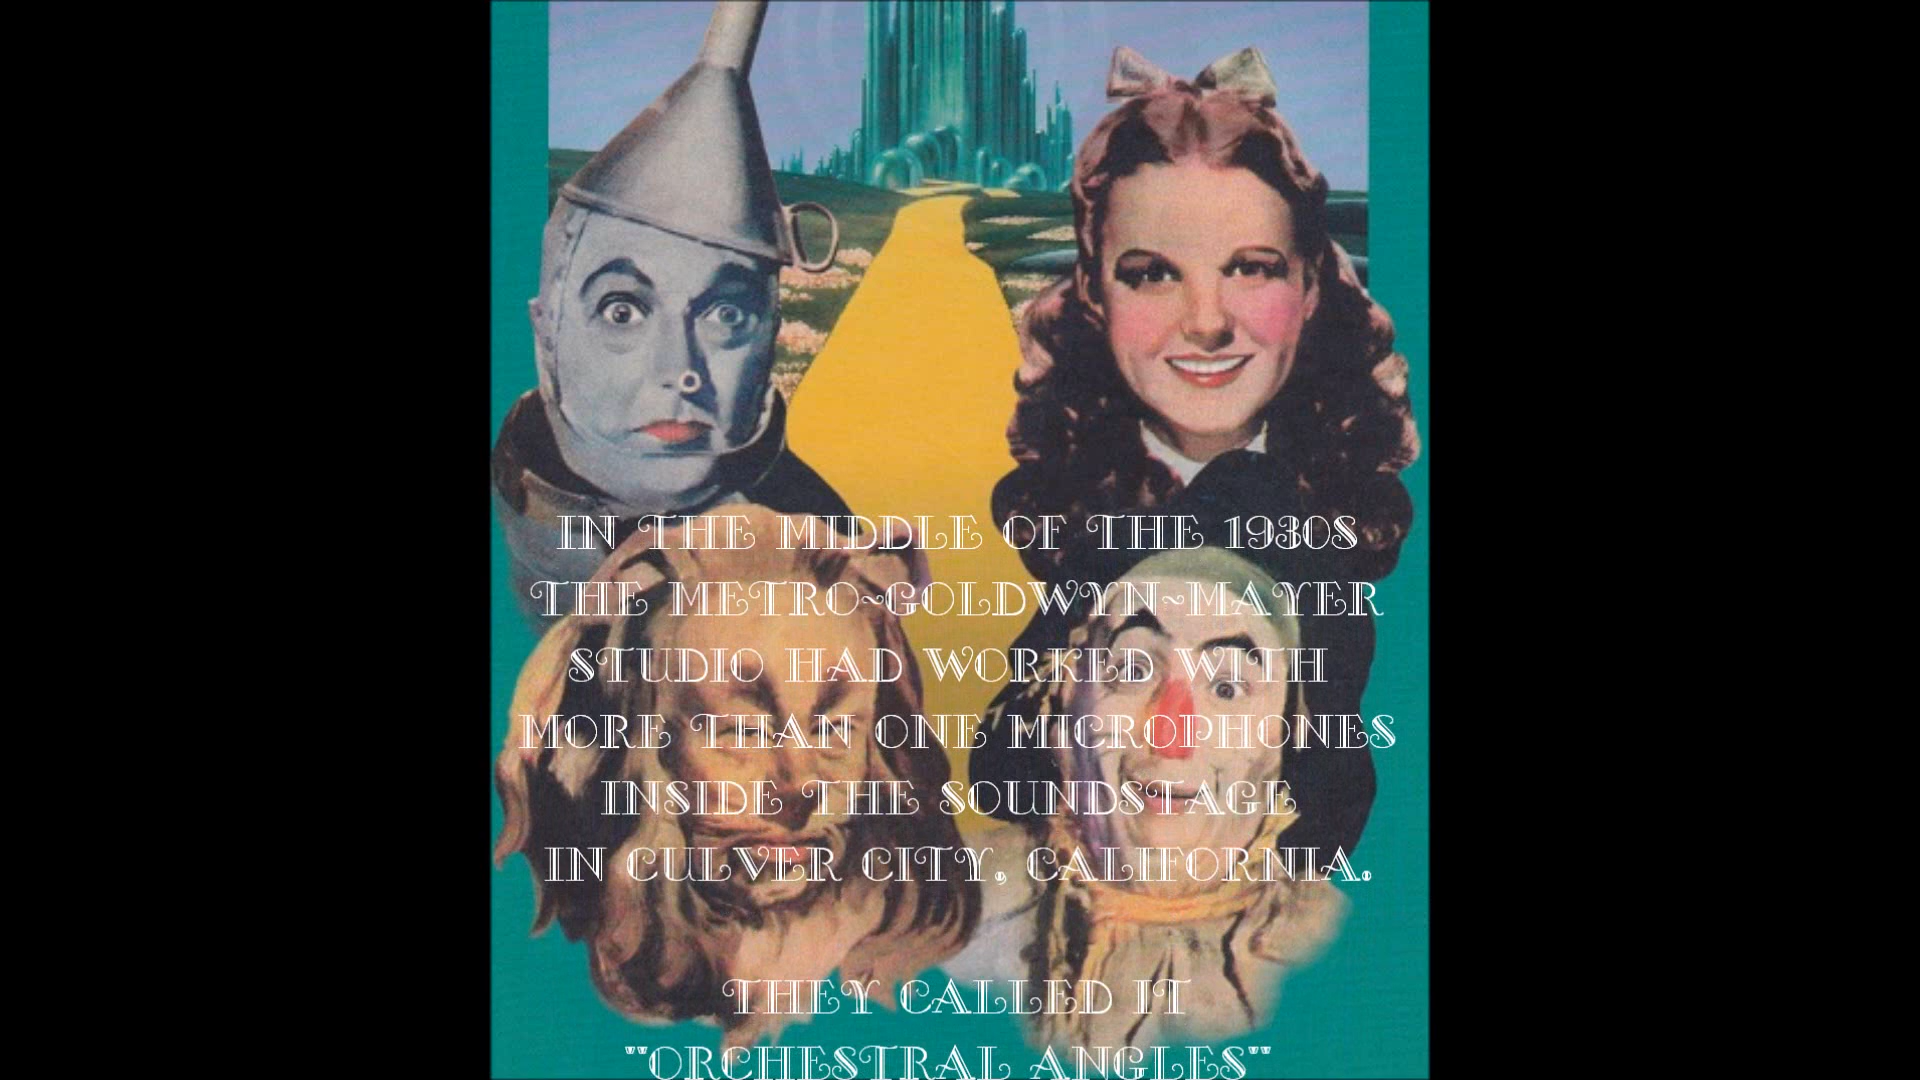 IN THE MIDDLE OF THE 1930S
THE METRO~GOLDWYN~MAYER
STUDIO HAD WORKED WITH
MORE THAN ONE MICROPHONES
INSIDE THE SOUNDSTAGE
IN CULVER CITY, CALIFORNIA.
THEY CALLED IT
"ORCHESTRAL ANGLES"